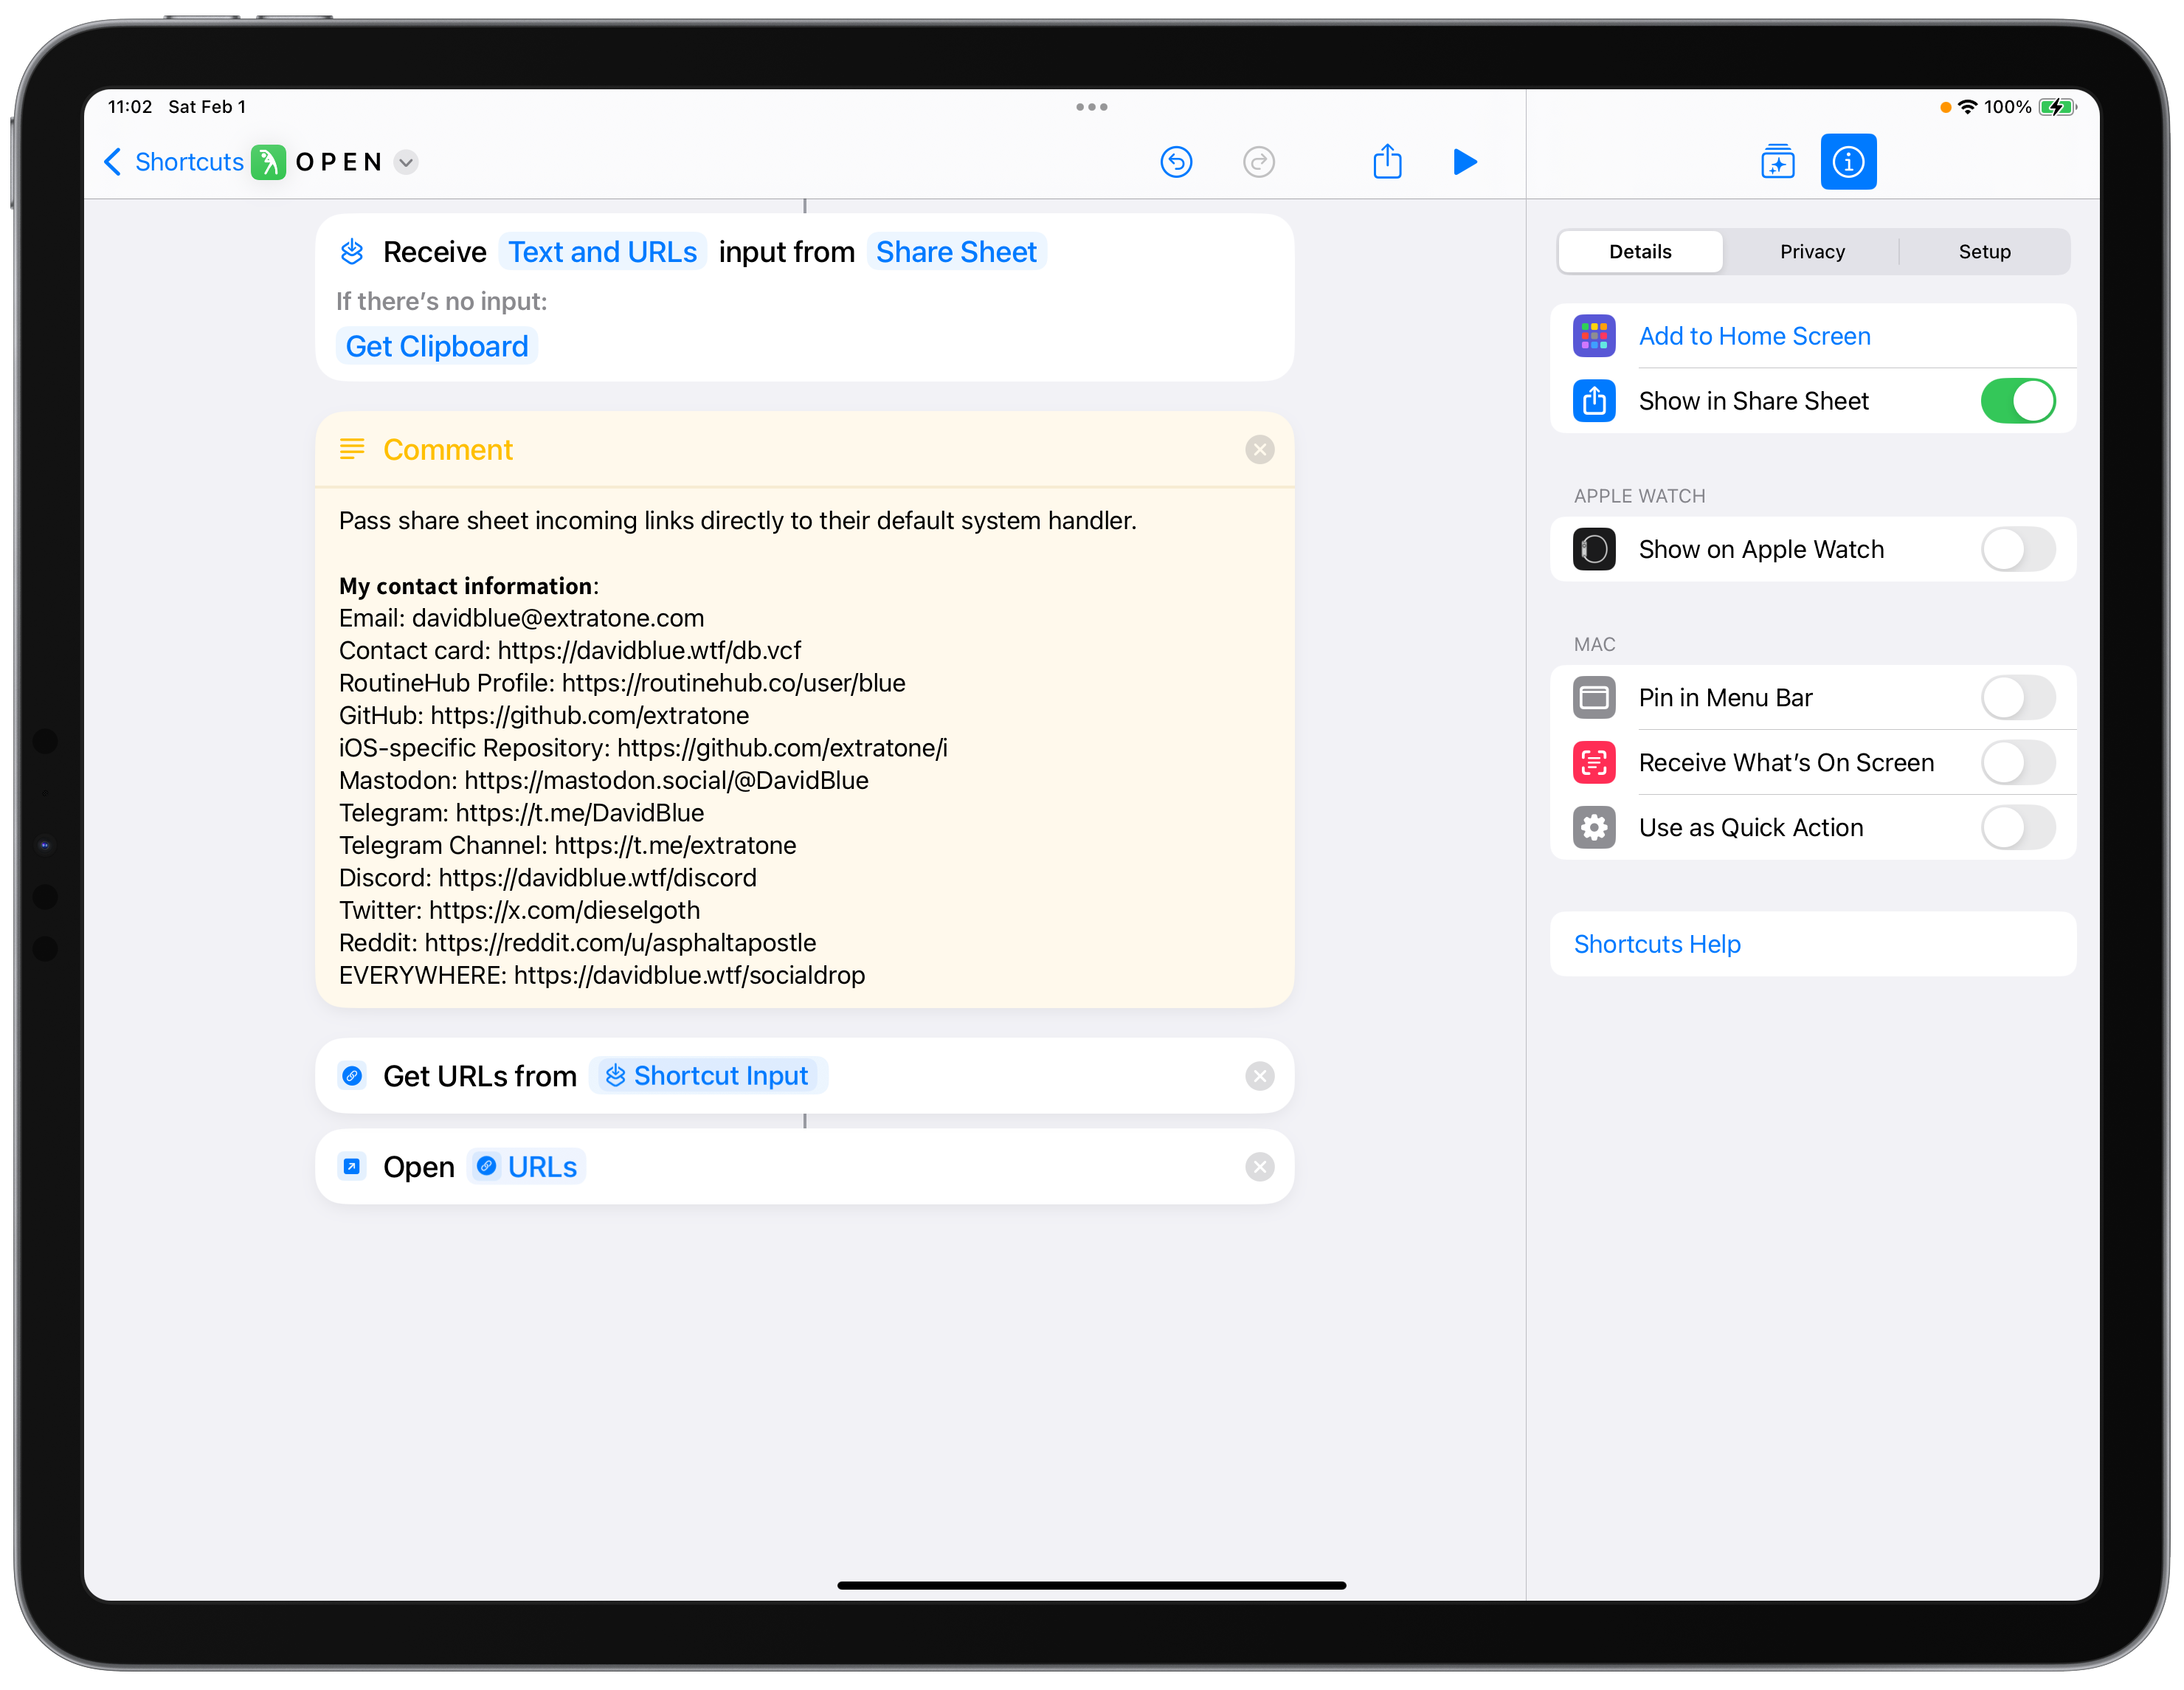 11:02 Sat Feb 1
100%
Shortcuts O P E N
Receive Text and URLs input from Share Sheet
If there’s no input:
Get Clipboard
Comment
Pass share sheet incoming links directly to their default system handler.
My contact information:
Email: davidblue@extratone.com
Contact card: https://davidblue.wtf/db.vcf
RoutineHub Profile: https://routinehub.co/user/blue
GitHub: https://github.com/extratone
iOS-specific Repository: https://github.com/extratone/i
Mastodon: https://mastodon.social/@DavidBlue
Telegram: https://t.me/DavidBlue
Telegram Channel: https://t.me/extratone
Discord: https://davidblue.wtf/discord
Twitter: https://x.com/dieselgoth
Reddit: https://reddit.com/u/asphaltapostle
EVERYWHERE: https://davidblue.wtf/socialdrop
Get URLs from Shortcut Input
Open URLs
Details Privacy Setup
Add to Home Screen
Show in Share Sheet
APPLE WATCH
Show on Apple Watch
MAC
Pin in Menu Bar
Receive What’s On Screen
Use as Quick Action
Shortcuts Help